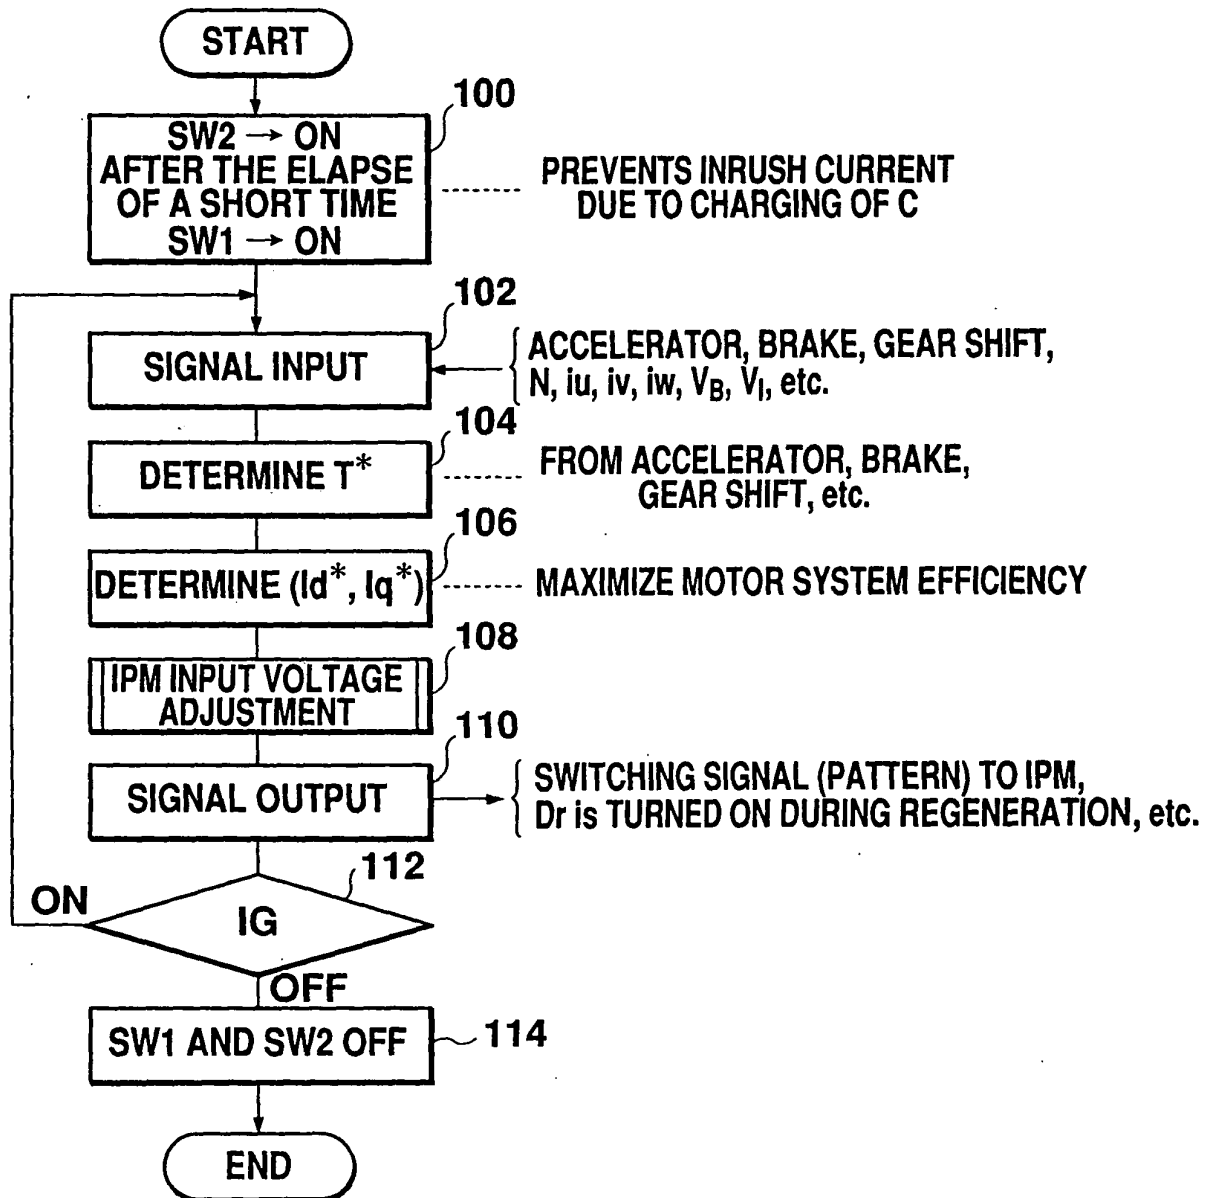 START
100
SW2 → ON
AFTER THE ELAPSE
OF A SHORT TIME
SW1 → ON
PREVENTS INRUSH CURRENT
DUE TO CHARGING OF C
102
SIGNAL INPUT
ACCELERATOR, BRAKE, GEAR SHIFT,
N, iu, iv, iw, VB, VI, etc.
104
DETERMINE T*
FROM ACCELERATOR, BRAKE,
GEAR SHIFT, etc.
106
DETERMINE (Id*, Iq*)
MAXIMIZE MOTOR SYSTEM EFFICIENCY
108
IPM INPUT VOLTAGE
ADJUSTMENT
110
SIGNAL OUTPUT
SWITCHING SIGNAL (PATTERN) TO IPM,
Dr is TURNED ON DURING REGENERATION, etc.
112
ON
IG
OFF
SW1 AND SW2 OFF
114
END